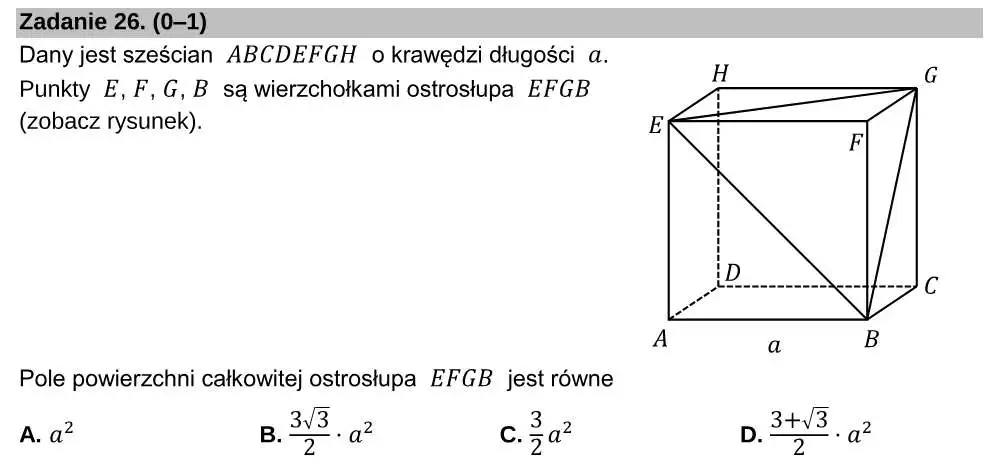 Zadanie 26. (0–1)
Dany jest sześcian ABCDEFGH o krawędzi długości a.
Punkty E, F, G, B są wierzchołkami ostrosłupa EFGB
(zobacz rysunek).
H
G
E
F
D
C
A
B
a
Pole powierzchni całkowitej ostrosłupa EFGB jest równe
A. a² B. 3√3/2 · a² C. 3/2 a² D. 3+√3/2 · a²